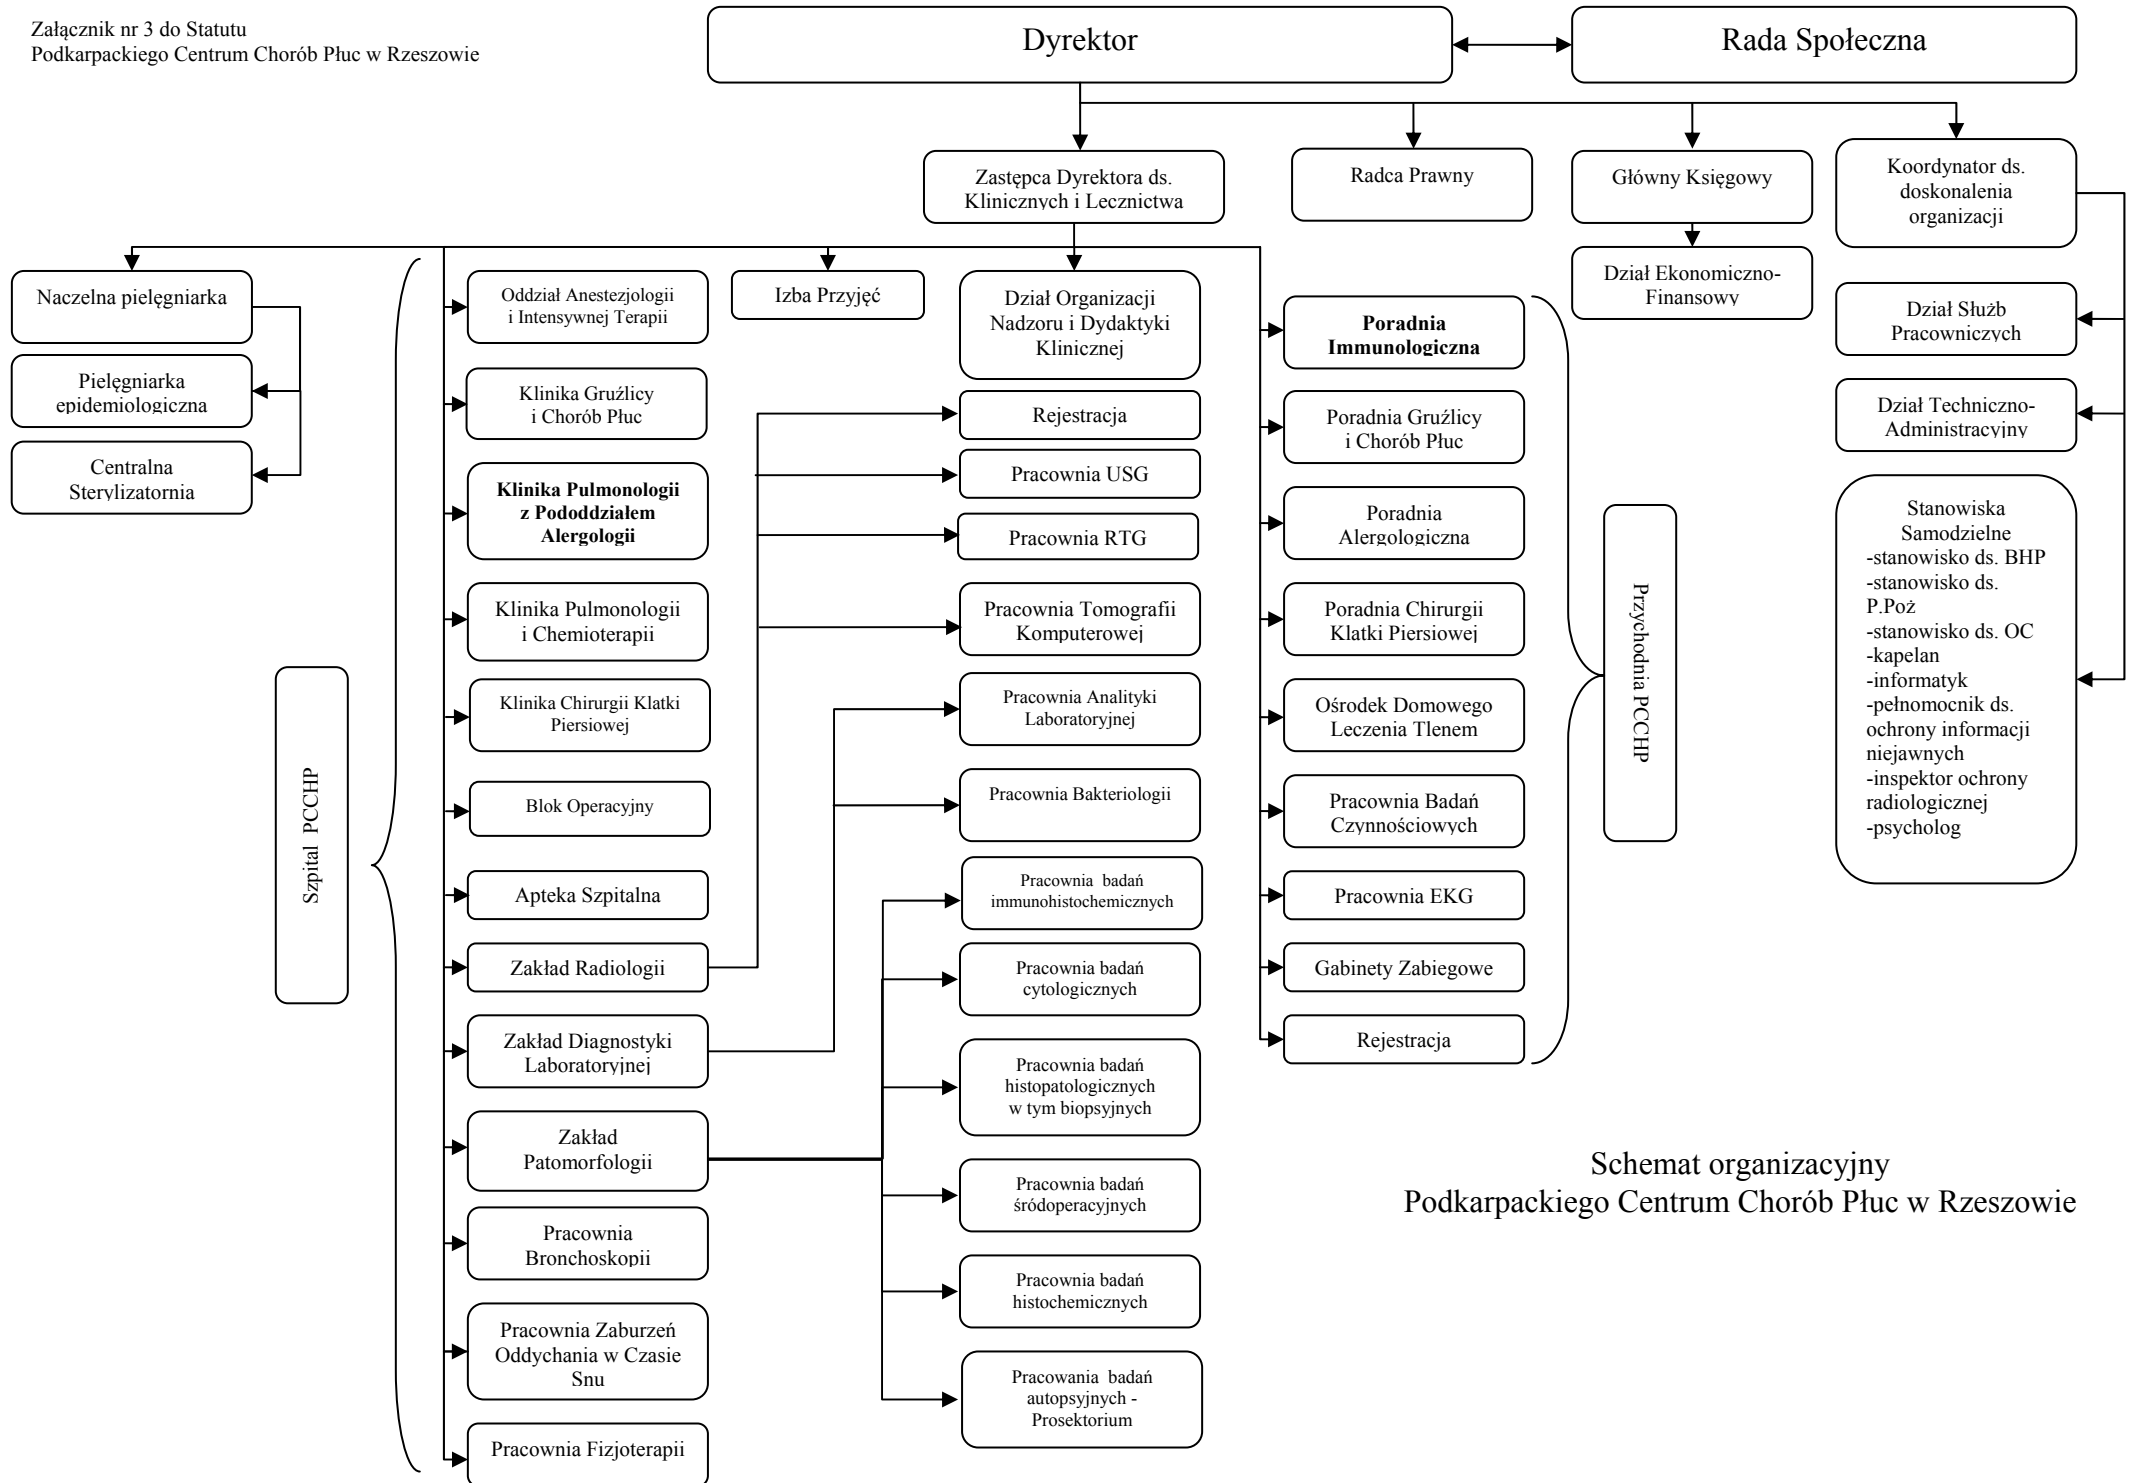 Załącznik nr 3 do Statutu
Podkarpackiego Centrum Chorób Płuc w Rzeszowie
Dyrektor
Rada Społeczna
Zastępca Dyrektora ds.
Klinicznych i Lecznictwa
Radca Prawny
Główny Księgowy
Koordynator ds.
doskonalenia
organizacji
Naczelna pielęgniarka
Pielęgniarka
epidemiologiczna
Centralna
Sterylizatornia
Szpital PCCHP
Oddział Anestezjologii
i Intensywnej Terapii
Klinika Gruźlicy
i Chorób Płuc
Klinika Pulmonologii
z Pododdziałem
Alergologii
Klinika Pulmonologii
i Chemioterapii
Klinika Chirurgii Klatki
Piersiowej
Blok Operacyjny
Apteka Szpitalna
Zakład Radiologii
Zakład Diagnostyki
Laboratoryjnej
Zakład
Patomorfologii
Pracownia
Bronchoskopii
Pracownia Zaburzeń
Oddychania w Czasie
Snu
Pracownia Fizjoterapii
Izba Przyjęć
Dział Organizacji
Nadzoru i Dydaktyki
Klinicznej
Rejestracja
Pracownia USG
Pracownia RTG
Pracownia Tomografii
Komputerowej
Pracownia Analityki
Laboratoryjnej
Pracownia Bakteriologii
Pracownia badań
immunohistochemicznych
Pracownia badań
cytologicznych
Pracownia badań
histopatologicznych
w tym biopsyjnych
Pracownia badań
śródoperacyjnych
Pracownia badań
histochemicznych
Pracowania badań
autopsyjnych -
Prosektorium
Poradnia
Immunologiczna
Poradnia Gruźlicy
i Chorób Płuc
Poradnia
Alergologiczna
Poradnia Chirurgii
Klatki Piersiowej
Ośrodek Domowego
Leczenia Tlenem
Pracownia Badań
Czynnościowych
Pracownia EKG
Gabinety Zabiegowe
Rejestracja
Przychodnia PCCHP
Dział Ekonomiczno-
Finansowy
Dział Służb
Pracowniczych
Dział Techniczno-
Administracyjny
Stanowiska
Samodzielne
-stanowisko ds. BHP
-stanowisko ds.
P.Poż
-stanowisko ds. OC
-kapelan
-informatyk
-pełnomocnik ds.
ochrony informacji
niejawnych
-inspektor ochrony
radiologicznej
-psycholog
Schemat organizacyjny
Podkarpackiego Centrum Chorób Płuc w Rzeszowie